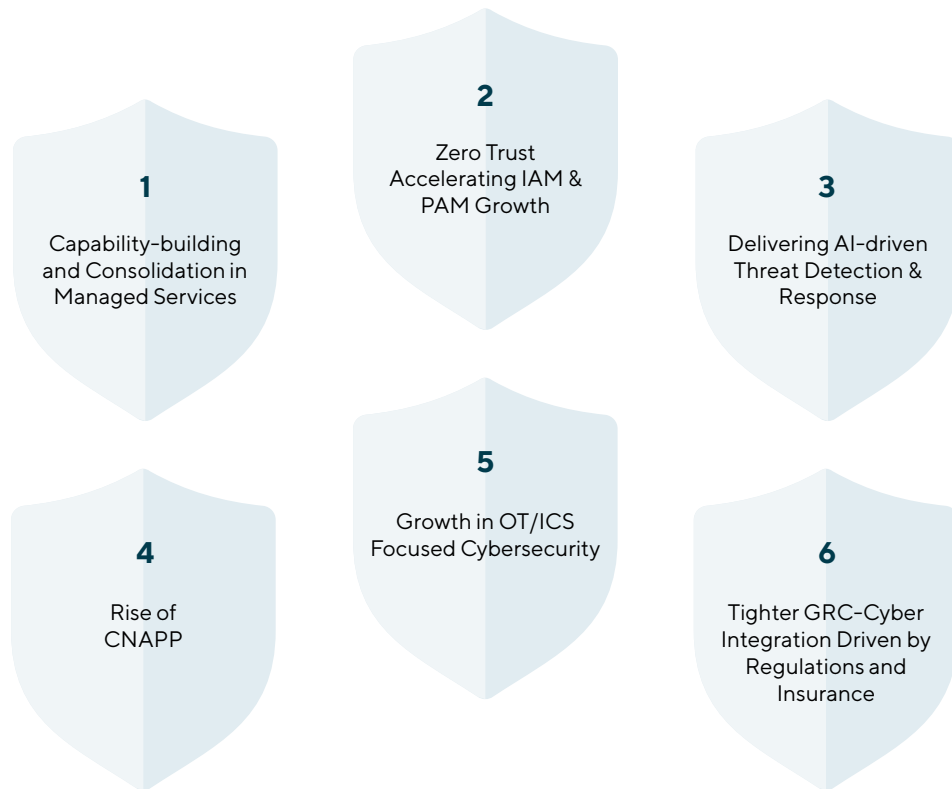 1
Capability-building
and Consolidation in
Managed Services
2
Zero Trust
Accelerating IAM &
PAM Growth
3
Delivering AI-driven
Threat Detection &
Response
4
Rise of
CNAPP
5
Growth in OT/ICS
Focused Cybersecurity
6
Tighter GRC-Cyber
Integration Driven by
Regulations and
Insurance